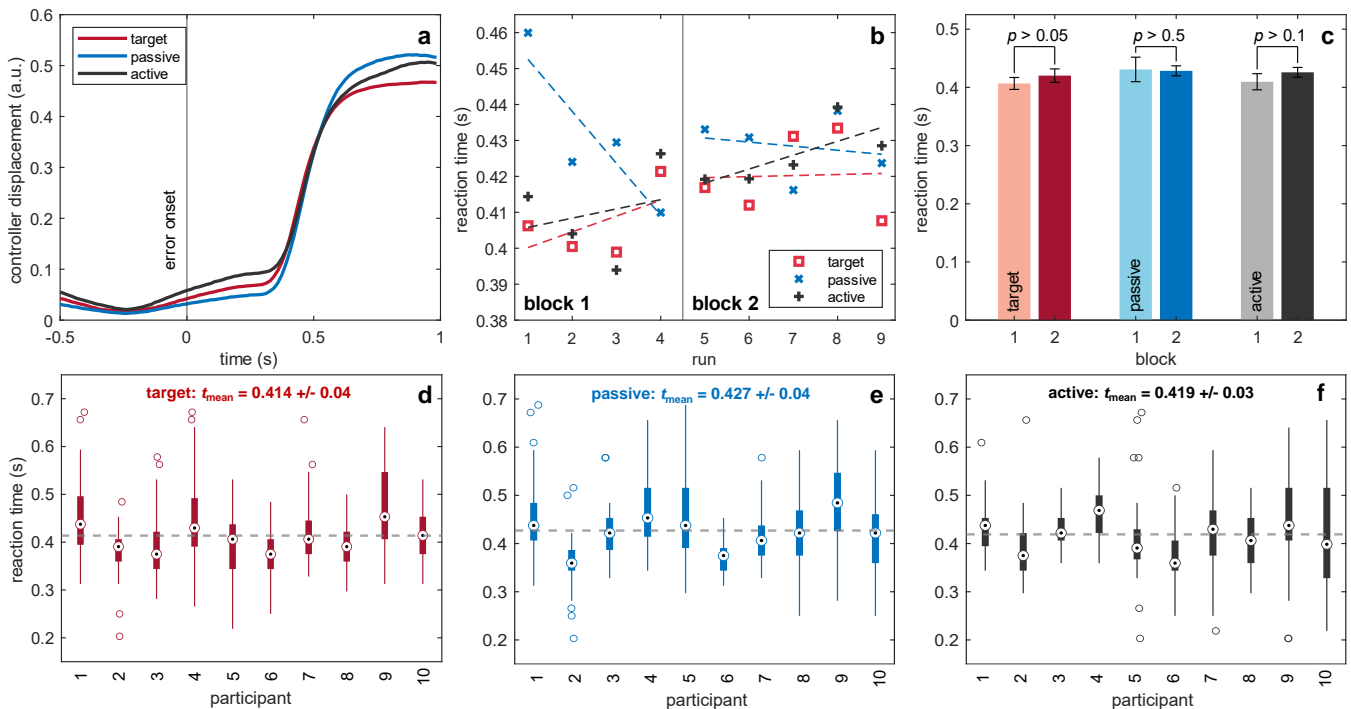 a
controller displacement (a.u.)
0.6
0.5
0.4
0.3
0.2
0.1
0
target
passive
active
error onset
-0.5
0
0.5
1
time (s)
b
reaction time (s)
0.46
0.45
0.44
0.43
0.42
0.41
0.4
0.39
0.38
block 1
block 2
target
passive
active
1 2 3 4 5 6 7 8 9
run
c
reaction time (s)
0.5
0.4
0.3
0.2
0.1
0
p > 0.05
p > 0.5
p > 0.1
target
passive
active
1 2 1 2 1 2
block
target: tmean = 0.414 +/- 0.04
d
reaction time (s)
0.7
0.6
0.5
0.4
0.3
0.2
1 2 3 4 5 6 7 8 9 10
participant
passive: tmean = 0.427 +/- 0.04
e
0.7
0.6
0.5
0.4
0.3
0.2
1 2 3 4 5 6 7 8 9 10
participant
active: tmean = 0.419 +/- 0.03
f
0.7
0.6
0.5
0.4
0.3
0.2
1 2 3 4 5 6 7 8 9 10
participant